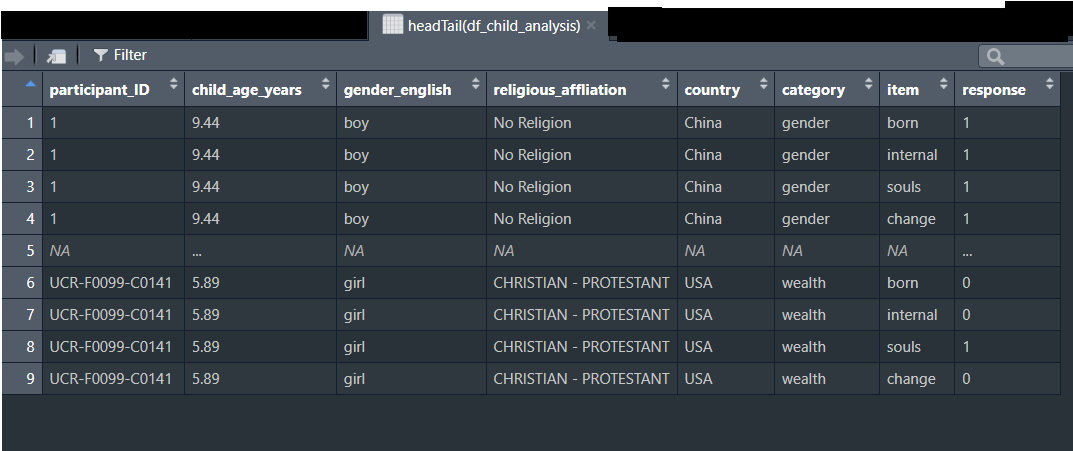 headTail(df_child_analysis) ×
Filter
participant_ID child_age_years gender_english religious_affliation country category item response
1 1 9.44 boy No Religion China gender born 1
2 1 9.44 boy No Religion China gender internal 1
3 1 9.44 boy No Religion China gender souls 1
4 1 9.44 boy No Religion China gender change 1
5 NA ... NA NA NA NA NA ...
6 UCR-F0099-C0141 5.89 girl CHRISTIAN - PROTESTANT USA wealth born 0
7 UCR-F0099-C0141 5.89 girl CHRISTIAN - PROTESTANT USA wealth internal 0
8 UCR-F0099-C0141 5.89 girl CHRISTIAN - PROTESTANT USA wealth souls 1
9 UCR-F0099-C0141 5.89 girl CHRISTIAN - PROTESTANT USA wealth change 0